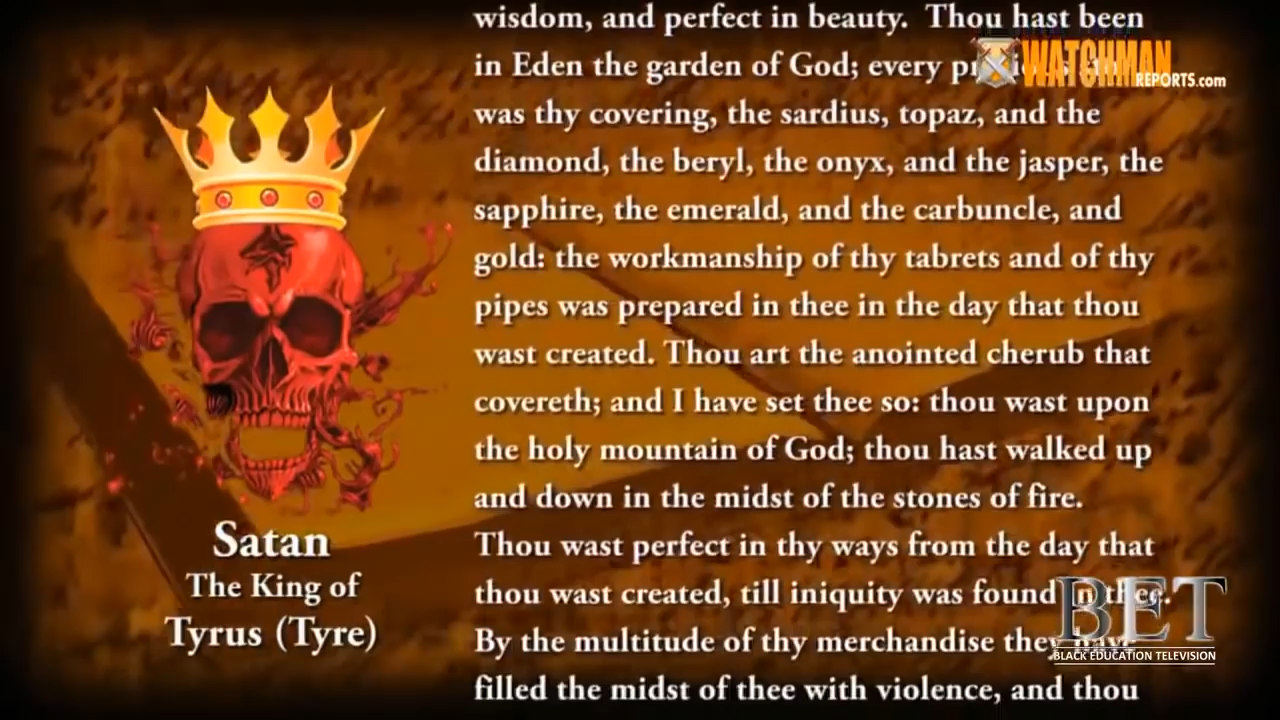 wisdom, and perfect in beauty. Thou hast been
in Eden the garden of God; every
was thy covering, the sardius, topaz, and the
diamond, the beryl, the onyx, and the jasper, the
sapphire, the emerald, and the carbuncle, and
gold: the workmanship of thy tabrets and of thy
pipes was prepared in thee in the day that thou
wast created. Thou art the anointed cherub that
covereth; and I have set thee so: thou wast upon
the holy mountain of God; thou hast walked up
and down in the midst of the stones of fire.
Thou wast perfect in thy ways from the day that
thou wast created, till iniquity was found in thee.
By the multitude of thy merchandise they have
filled the midst of thee with violence, and thou
Satan
The King of
Tyrus (Tyre)
WATCHMAN
REPORTS.com
BET
BLACK EDUCATION TELEVISION